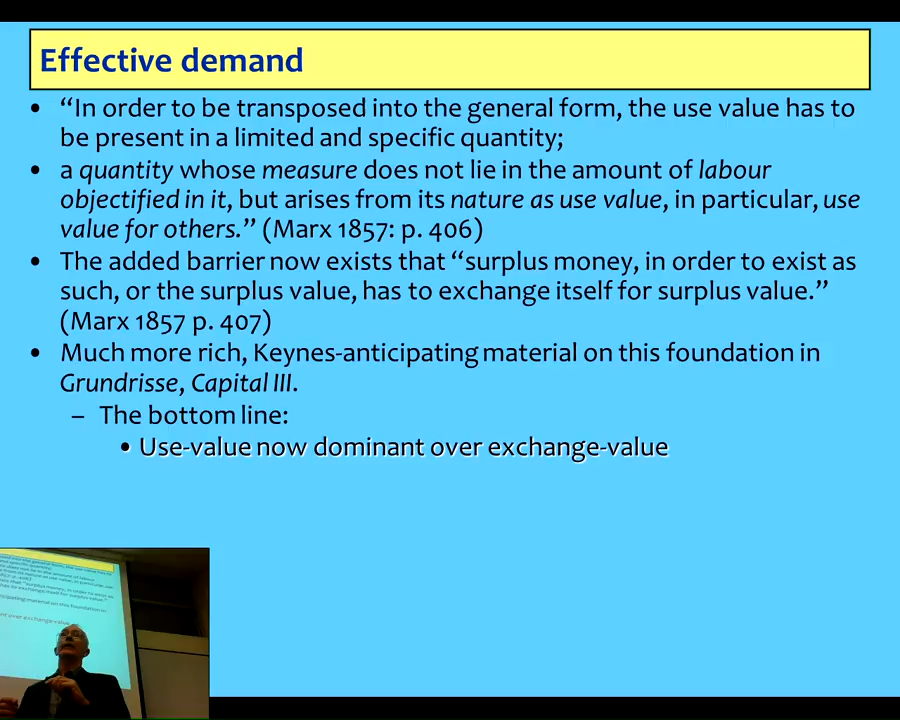 Effective demand
• “In order to be transposed into the general form, the use value has to
be present in a limited and specific quantity;
• a quantity whose measure does not lie in the amount of labour
objectified in it, but arises from its nature as use value, in particular, use
value for others.” (Marx 1857: p. 406)
• The added barrier now exists that “surplus money, in order to exist as
such, or the surplus value, has to exchange itself for surplus value.”
(Marx 1857 p. 407)
• Much more rich, Keynes-anticipating material on this foundation in
Grundrisse, Capital III.
– The bottom line:
• Use-value now dominant over exchange-value